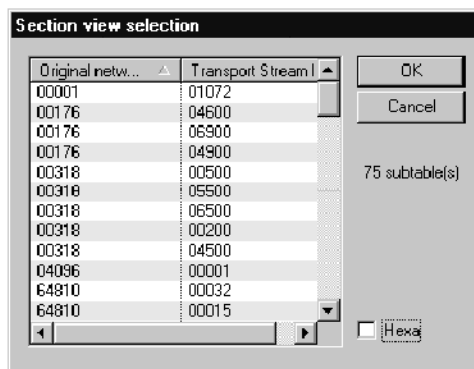 Section view selection
Original netw... Transport Stream I
00001 01072
00176 04600
00176 06900
00176 04900
00318 00500
00318 05500
00318 06500
00318 00200
00318 04500
04096 00001
64810 00032
64810 00015
OK
Cancel
75 subtable(s)
Hexa